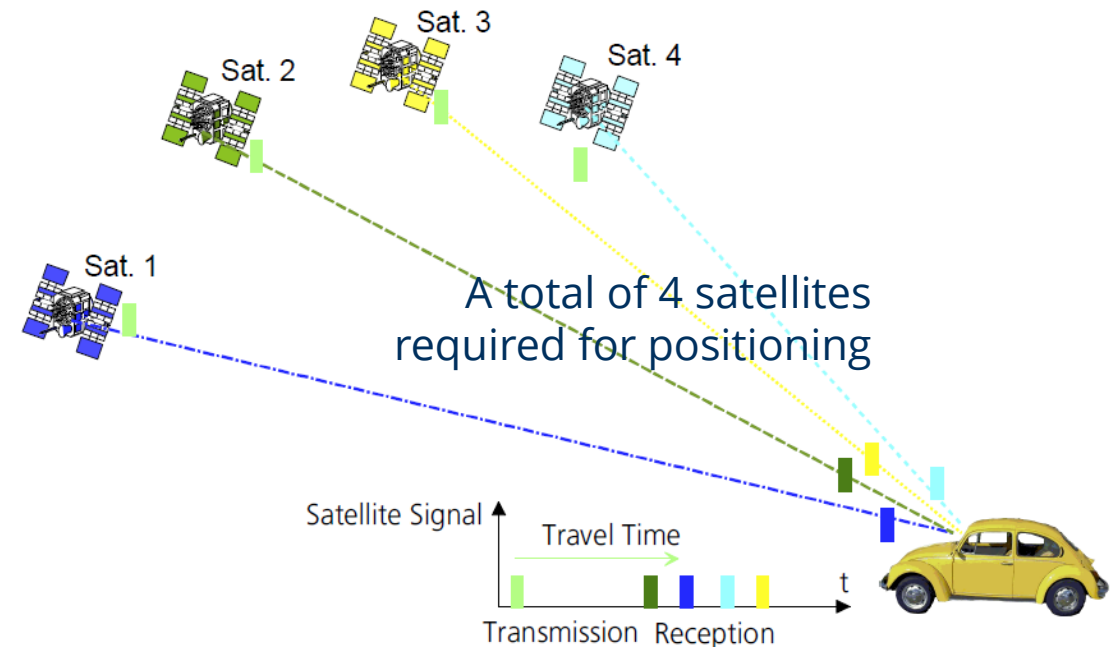 Sat. 3
Sat. 4
Sat. 2
Sat. 1
A total of 4 satellites
required for positioning
Satellite Signal
Travel Time
t
Transmission Reception